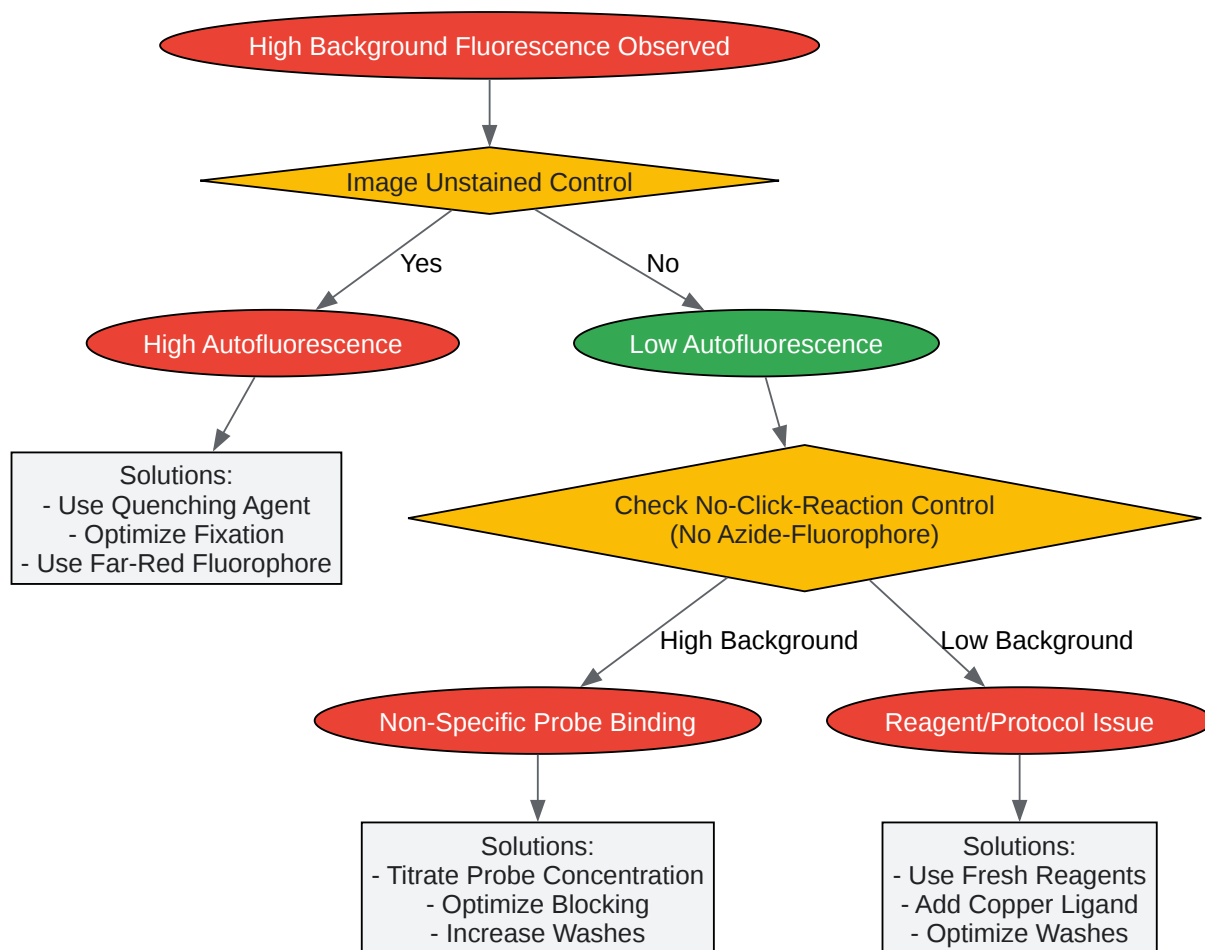 High Background Fluorescence Observed
Image Unstained Control
Yes
No
High Autofluorescence
Low Autofluorescence
Solutions:
- Use Quenching Agent
- Optimize Fixation
- Use Far-Red Fluorophore
Check No-Click-Reaction Control
(No Azide-Fluorophore)
High Background
Low Background
Non-Specific Probe Binding
Reagent/Protocol Issue
Solutions:
- Titrate Probe Concentration
- Optimize Blocking
- Increase Washes
Solutions:
- Use Fresh Reagents
- Add Copper Ligand
- Optimize Washes